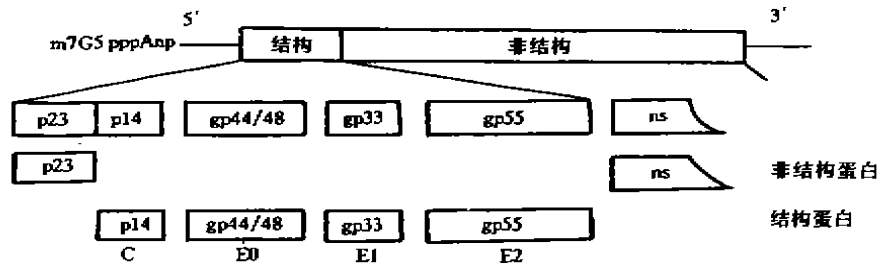 5′ 3′
m7G5 pppAnp 结构 非结构
p23 p14 gp44/48 gp33 gp55 ns
p23 ns 非结构蛋白
p14 gp44/48 gp33 gp55 结构蛋白
C E0 E1 E2